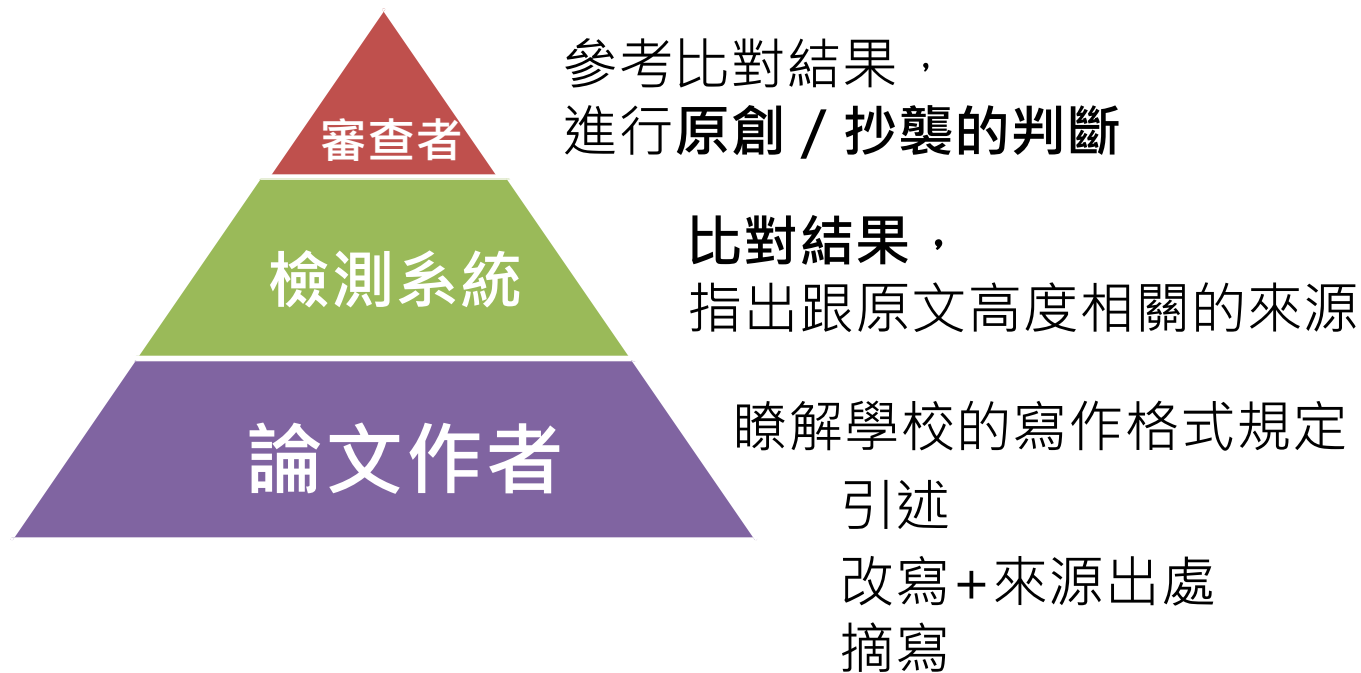 審查者
參考比對結果，
進行原創 / 抄襲的判斷
檢測系統
比對結果，
指出跟原文高度相關的來源
論文作者
瞭解學校的寫作格式規定
引述
改寫+來源出處
摘寫